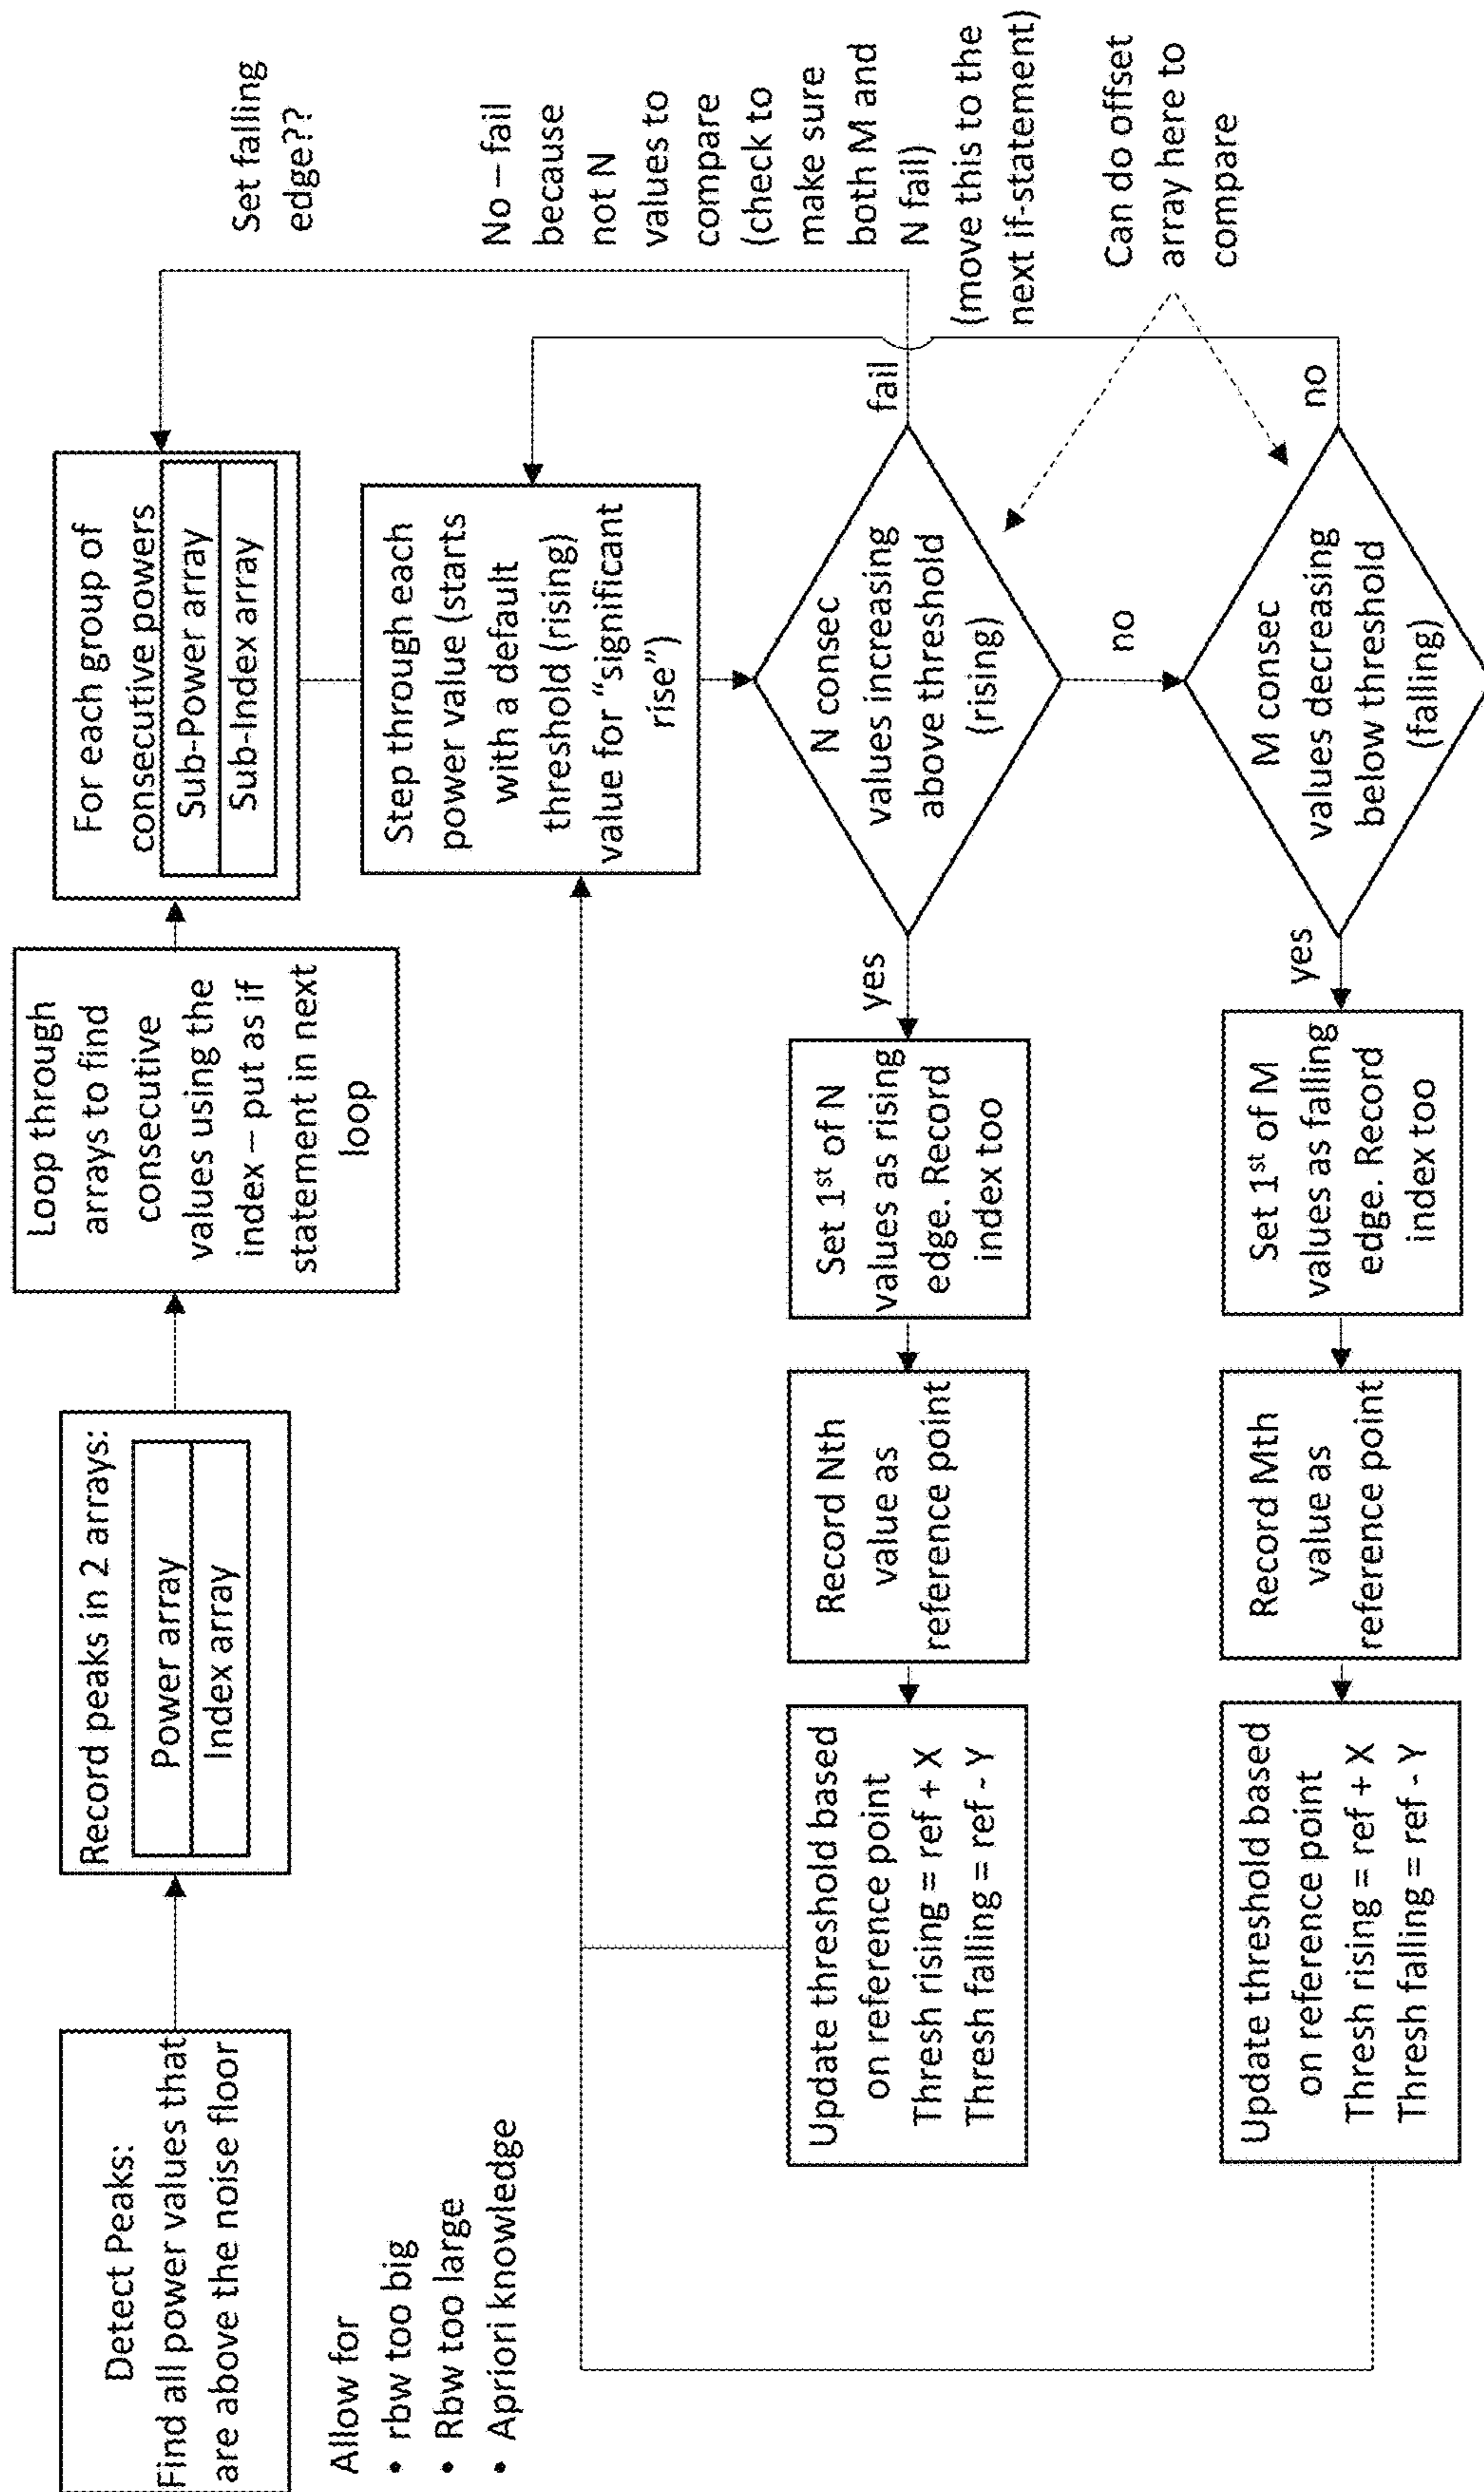 Detect Peaks:
Find all power values that
are above the noise floor
Allow for
• rbw too big
• Rbw too large
• Apriori knowledge
Record peaks in 2 arrays:
Power array
Index array
Loop through
arrays to find
consecutive
values using the
index – put as if
statement in next
loop
For each group of
consecutive powers
Sub-Power array
Sub-Index array
Set falling
edge??
Step through each
power value (starts
with a default
threshold (rising)
value for “significant
rise”)
N consec
values increasing
above threshold
(rising)
fail
No – fail
because
not N
values to
compare
(check to
make sure
both M and
N fail)
(move this to the
next if-statement)
Can do offset
array here to
compare
yes
Set 1st of N
values as rising
edge. Record
index too
Record Nth
value as
reference point
Update threshold based
on reference point
Thresh rising = ref + X
Thresh falling = ref - Y
no
M consec
values decreasing
below threshold
(falling)
no
yes
Set 1st of M
values as falling
edge. Record
index too
Record Mth
value as
reference point
Update threshold based
on reference point
Thresh rising = ref + X
Thresh falling = ref - Y